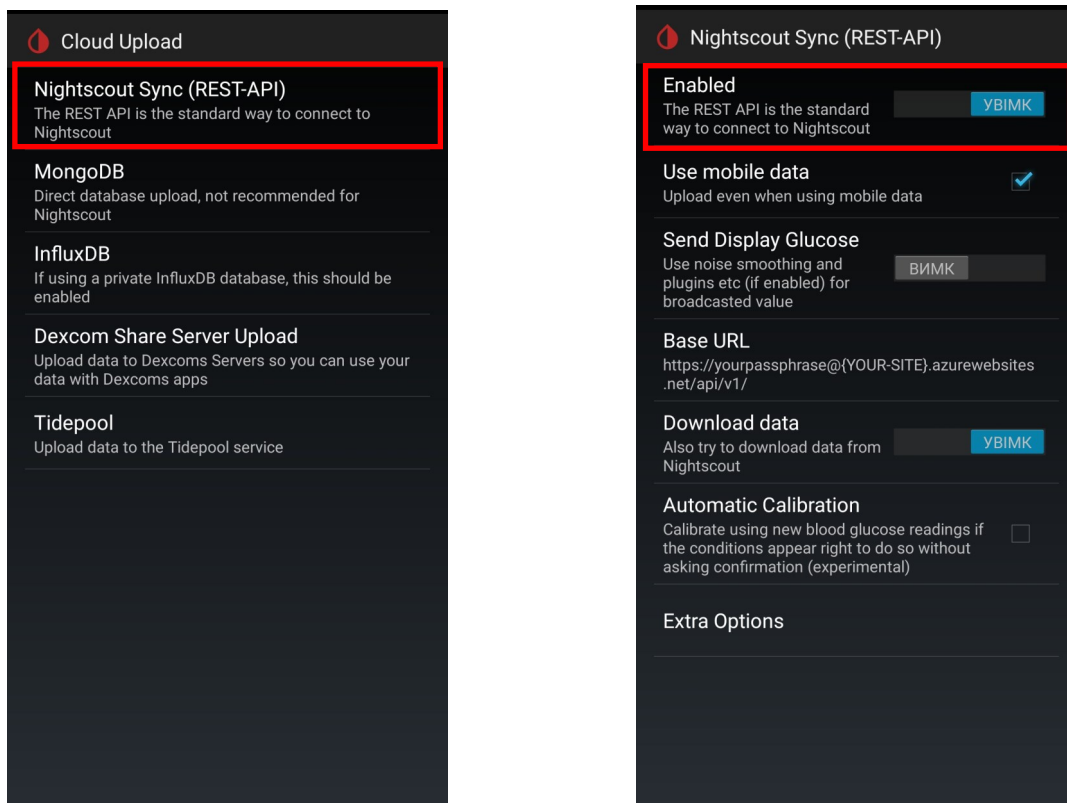 Cloud Upload
Nightscout Sync (REST-API)
The REST API is the standard way to connect to
Nightscout
MongoDB
Direct database upload, not recommended for
Nightscout
InfluxDB
If using a private InfluxDB database, this should be
enabled
Dexcom Share Server Upload
Upload data to Dexcoms Servers so you can use your
data with Dexcoms apps
Tidepool
Upload data to the Tidepool service
Nightscout Sync (REST-API)
Enabled
The REST API is the standard
way to connect to Nightscout
УВІМК
Use mobile data
Upload even when using mobile data
Send Display Glucose
Use noise smoothing and
plugins etc (if enabled) for
broadcasted value
ВИМК
Base URL
https://yourpassphrase@{YOUR-SITE}.azurewebsites
.net/api/v1/
Download data
Also try to download data from
Nightscout
УВІМК
Automatic Calibration
Calibrate using new blood glucose readings if
the conditions appear right to do so without
asking confirmation (experimental)
Extra Options